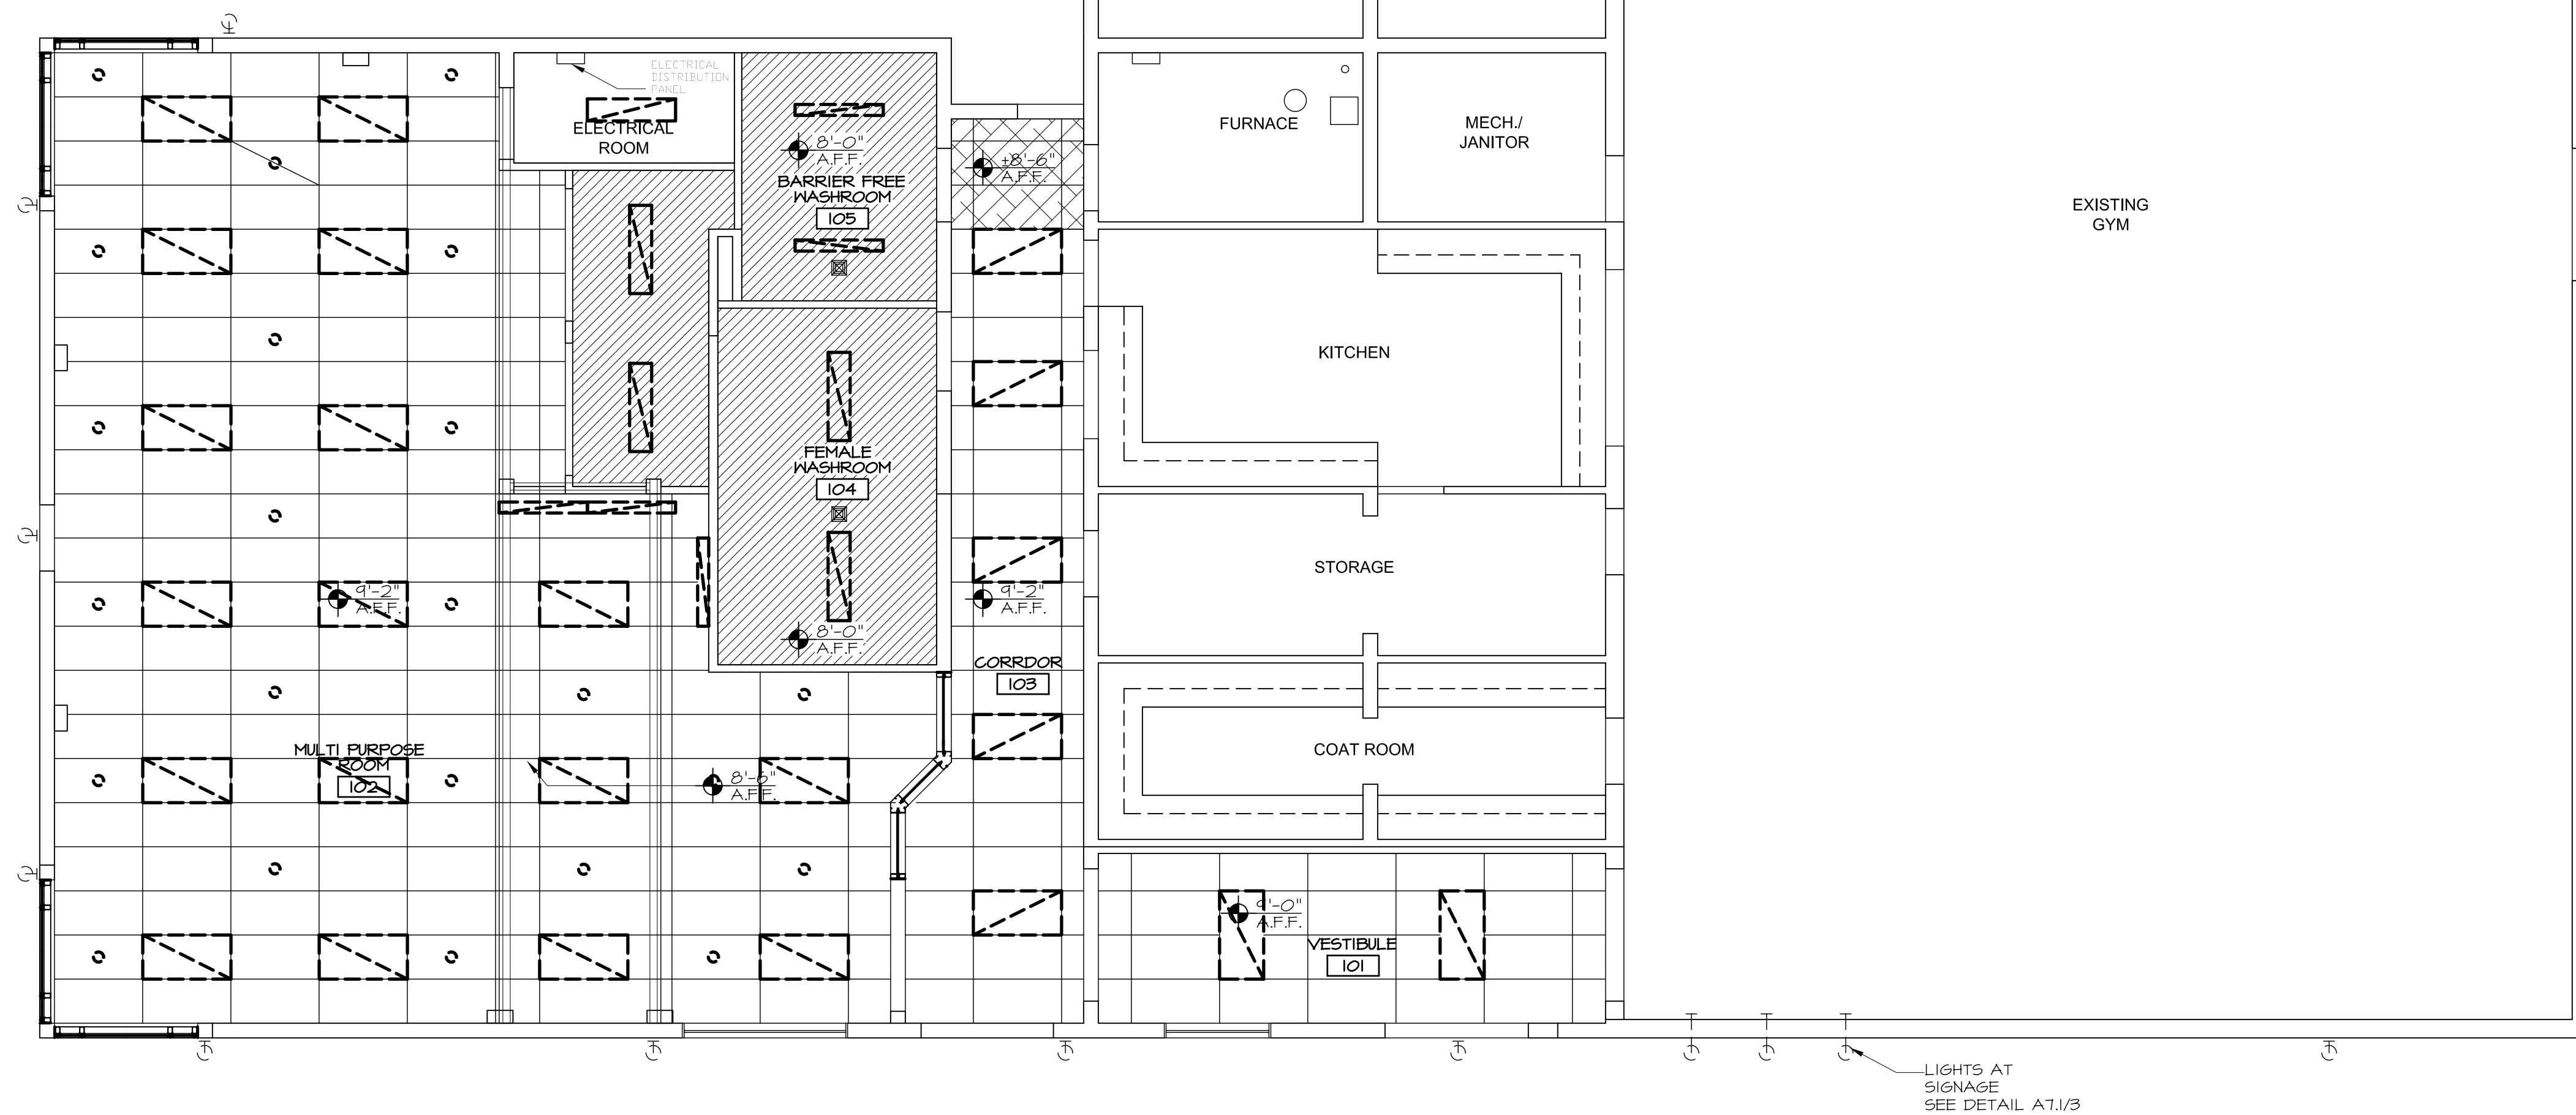 ELECTRICAL
DISTRIBUTION
PANEL
ELECTRICAL
ROOM
8'-0"
A.F.F.
BARRIER FREE
WASHROOM
105
±8'-6"
A.F.F.
FURNACE
MECH./
JANITOR
EXISTING
GYM
KITCHEN
FEMALE
WASHROOM
104
STORAGE
9'-2"
A.F.F.
8'-0"
A.F.F.
9'-2"
A.F.F.
CORRDOR
103
MULTI PURPOSE
ROOM
102
8'-6"
A.F.F.
COAT ROOM
9'-0"
A.F.F.
VESTIBULE
101
LIGHTS AT
SIGNAGE
SEE DETAIL A7.1/3